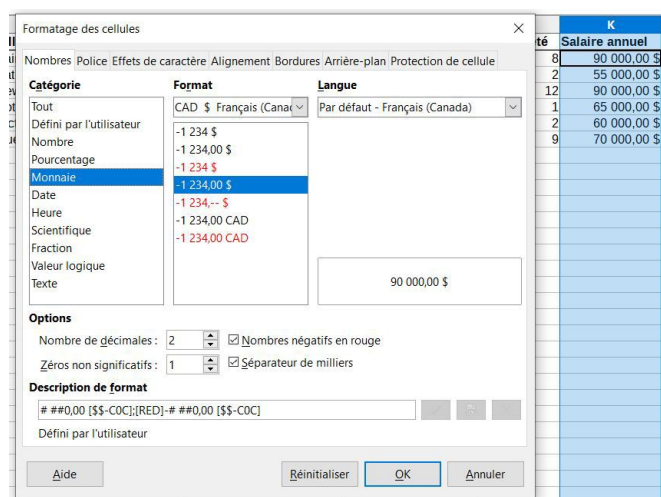 Formatage des cellules
Nombres Police Effets de caractère Alignement Bordures Arrière-plan Protection de cellule
Catégorie
Tout
Défini par l'utilisateur
Nombre
Pourcentage
Monnaie
Date
Heure
Scientifique
Fraction
Valeur logique
Texte
Format
CAD $ Français (Canad
-1 234 $
-1 234,00 $
-1 234 $
-1 234,00 $
-1 234,-- $
-1 234,00 CAD
-1 234,00 CAD
Langue
Par défaut - Français (Canada)
90 000,00 $
Options
Nombre de décimales : 2
Nombres négatifs en rouge
Zéros non significatifs : 1
Séparateur de milliers
Description de format
# ##0,00 [$$-C0C];[RED]-# ##0,00 [$$-C0C]
Défini par l'utilisateur
Aide Réinitialiser OK Annuler
K
té Salaire annuel
8 90 000,00 $
2 55 000,00 $
12 90 000,00 $
1 65 000,00 $
2 60 000,00 $
9 70 000,00 $